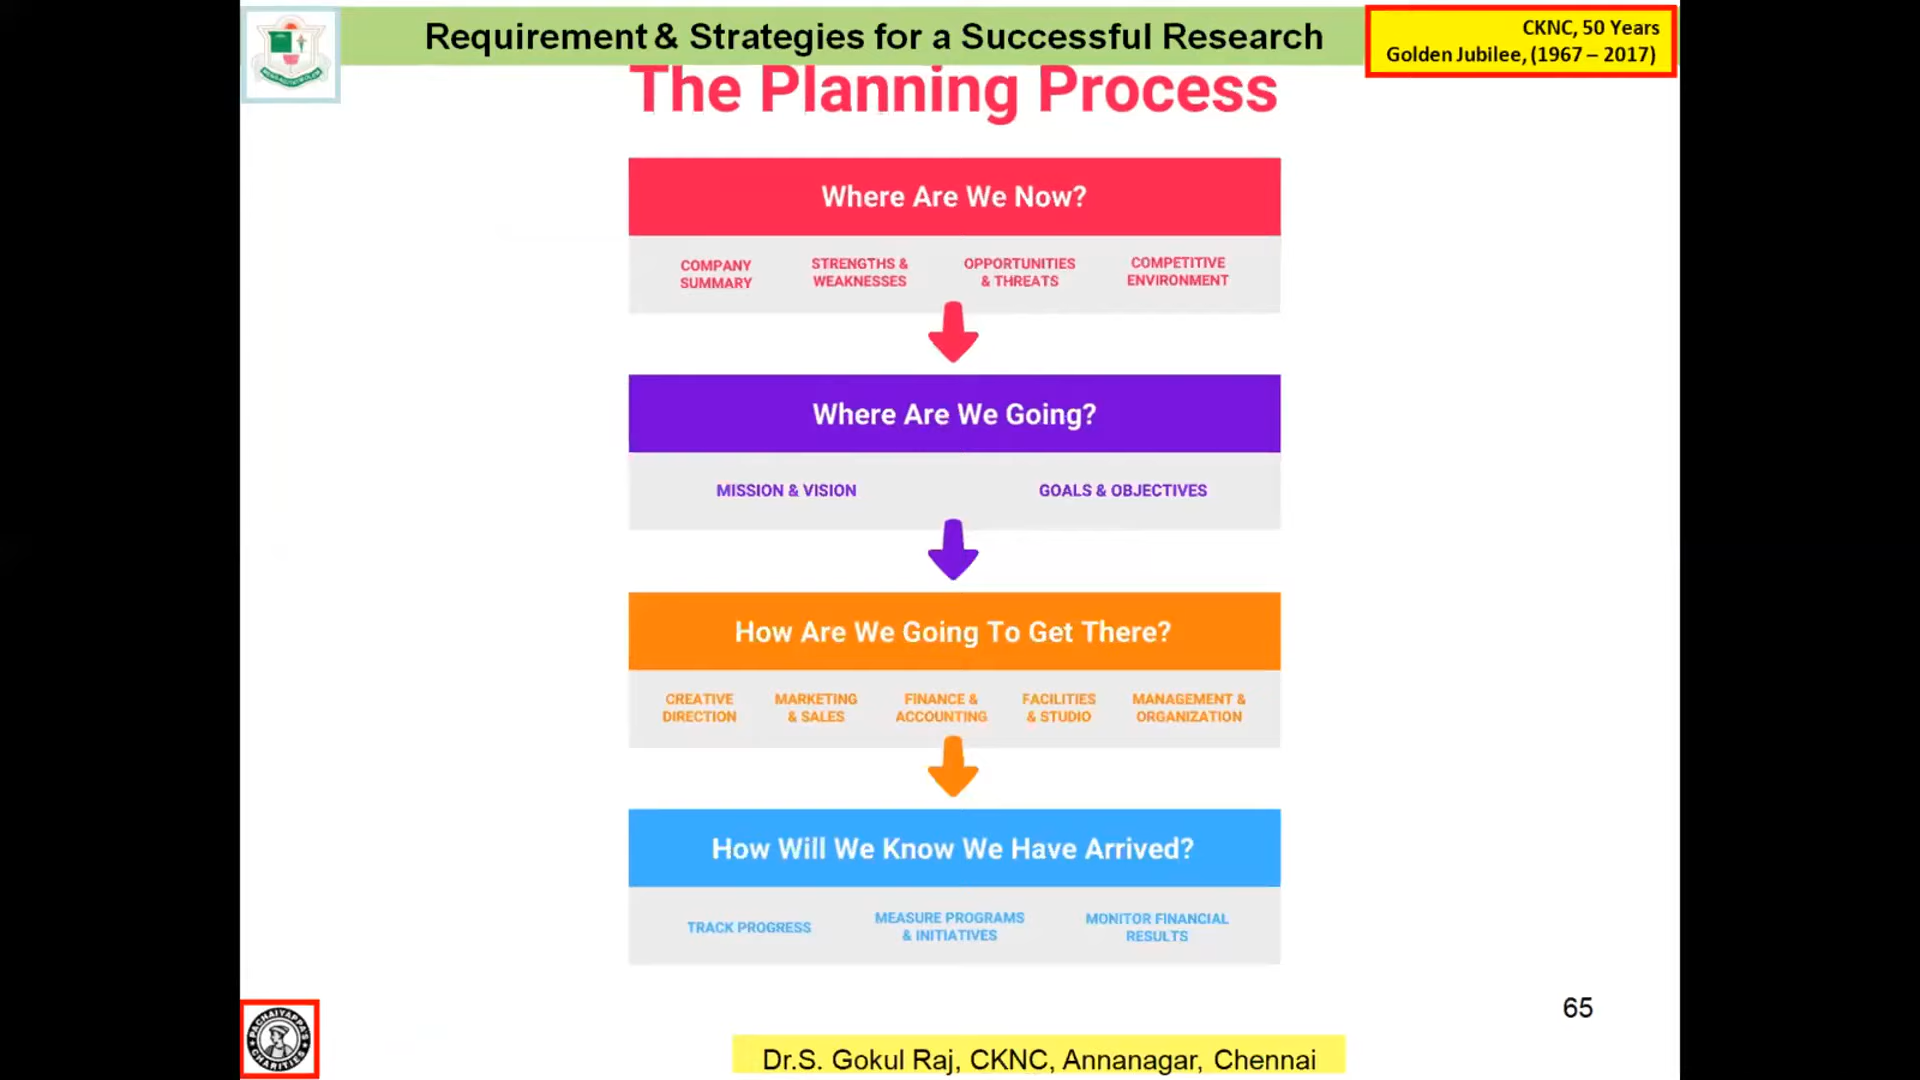 Requirement & Strategies for a Successful Research
CKNC, 50 Years
Golden Jubilee, (1967 – 2017)
The Planning Process
Where Are We Now?
COMPANY SUMMARY
STRENGTHS & WEAKNESSES
OPPORTUNITIES & THREATS
COMPETITIVE ENVIRONMENT
Where Are We Going?
MISSION & VISION
GOALS & OBJECTIVES
How Are We Going To Get There?
CREATIVE DIRECTION
MARKETING & SALES
FINANCE & ACCOUNTING
FACILITIES & STUDIO
MANAGEMENT & ORGANIZATION
How Will We Know We Have Arrived?
TRACK PROGRESS
MEASURE PROGRAMS & INITIATIVES
MONITOR FINANCIAL RESULTS
65
PACHAIYAPPA'S CHARITIES
Dr.S. Gokul Raj, CKNC, Annanagar, Chennai